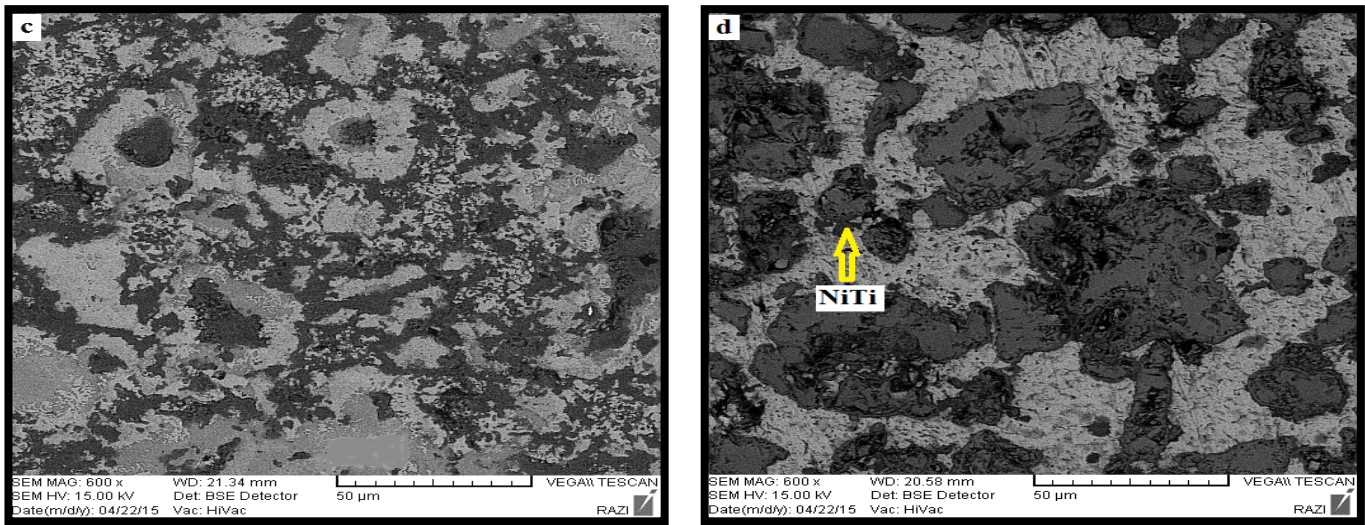 c
SEM MAG: 600 x WD: 21.34 mm VEGA\\ TESCAN
SEM HV: 15.00 kV Det: BSE Detector 50 µm
Date(m/d/y): 04/22/15 Vac: HiVac RAZI
d
NiTi
SEM MAG: 600 x WD: 20.58 mm VEGA\\ TESCAN
SEM HV: 15.00 kV Det: BSE Detector 50 µm
Date(m/d/y): 04/22/15 Vac: HiVac RAZI